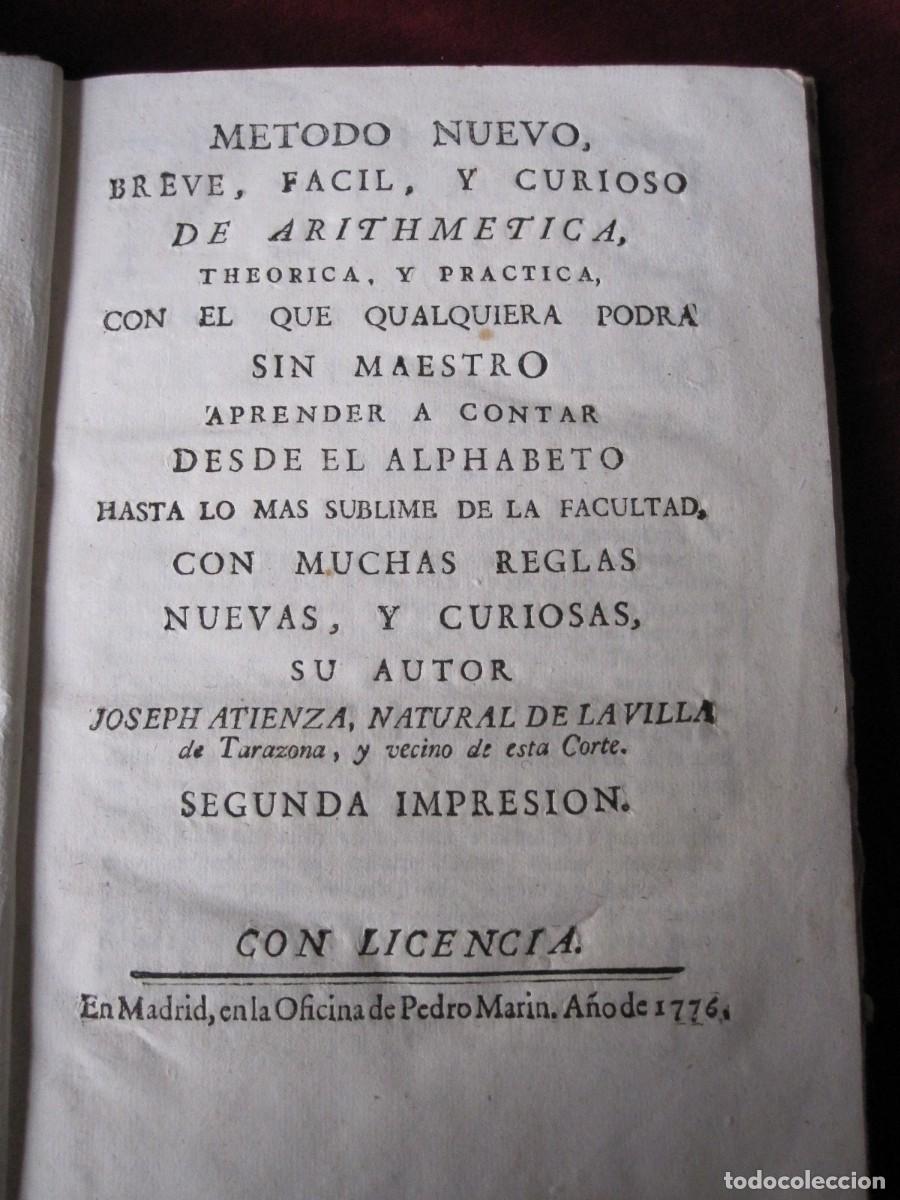 METODO NUEVO,
BREVE, FACIL, Y CURIOSO
DE ARITHMETICA,
THEORICA, Y PRACTICA,
CON EL QUE QUALQUIERA PODRÀ
SIN MAESTRO
APRENDER A CONTAR
DESDE EL ALPHABETO
HASTA LO MAS SUBLIME DE LA FACULTAD,
CON MUCHAS REGLAS
NUEVAS, Y CURIOSAS,
SU AUTOR
JOSEPH ATIENZA, NATURAL DE LA VILLA
de Tarazona, y vecino de esta Corte.
SEGUNDA IMPRESION.
CON LICENCIA.
En Madrid, en la Oficina de Pedro Marin. Año de 1776.
todocoleccion